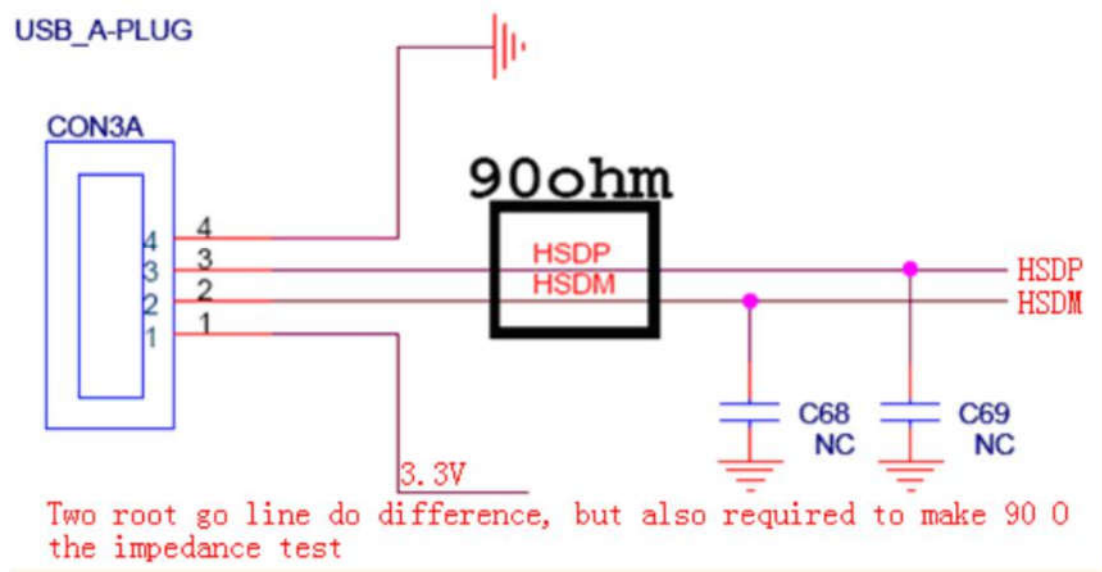 USB_A-PLUG
CON3A
90ohm
4 4
3 3
2 2
1 1
HSDP
HSDM
HSDP
HSDM
C68
NC
C69
NC
3.3V
Two root go line do difference, but also required to make 90 O
the impedance test